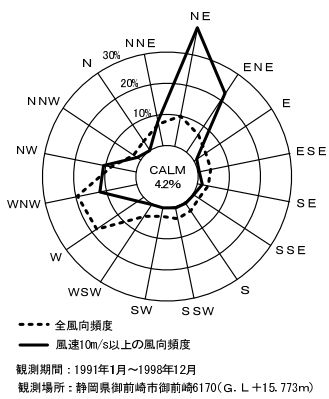 NE
NNE
30%
N
ENE
20%
NNW
E
10%
NW
ESE
CALM
4.2%
WNW
SE
W
SSE
WSW
S
SW
SSW
全風向頻度
風速10m/s以上の風向頻度
観測期間：1991年1月～1998年12月
観測場所：静岡県御前崎市御前崎6170(G.L＋15.773m)